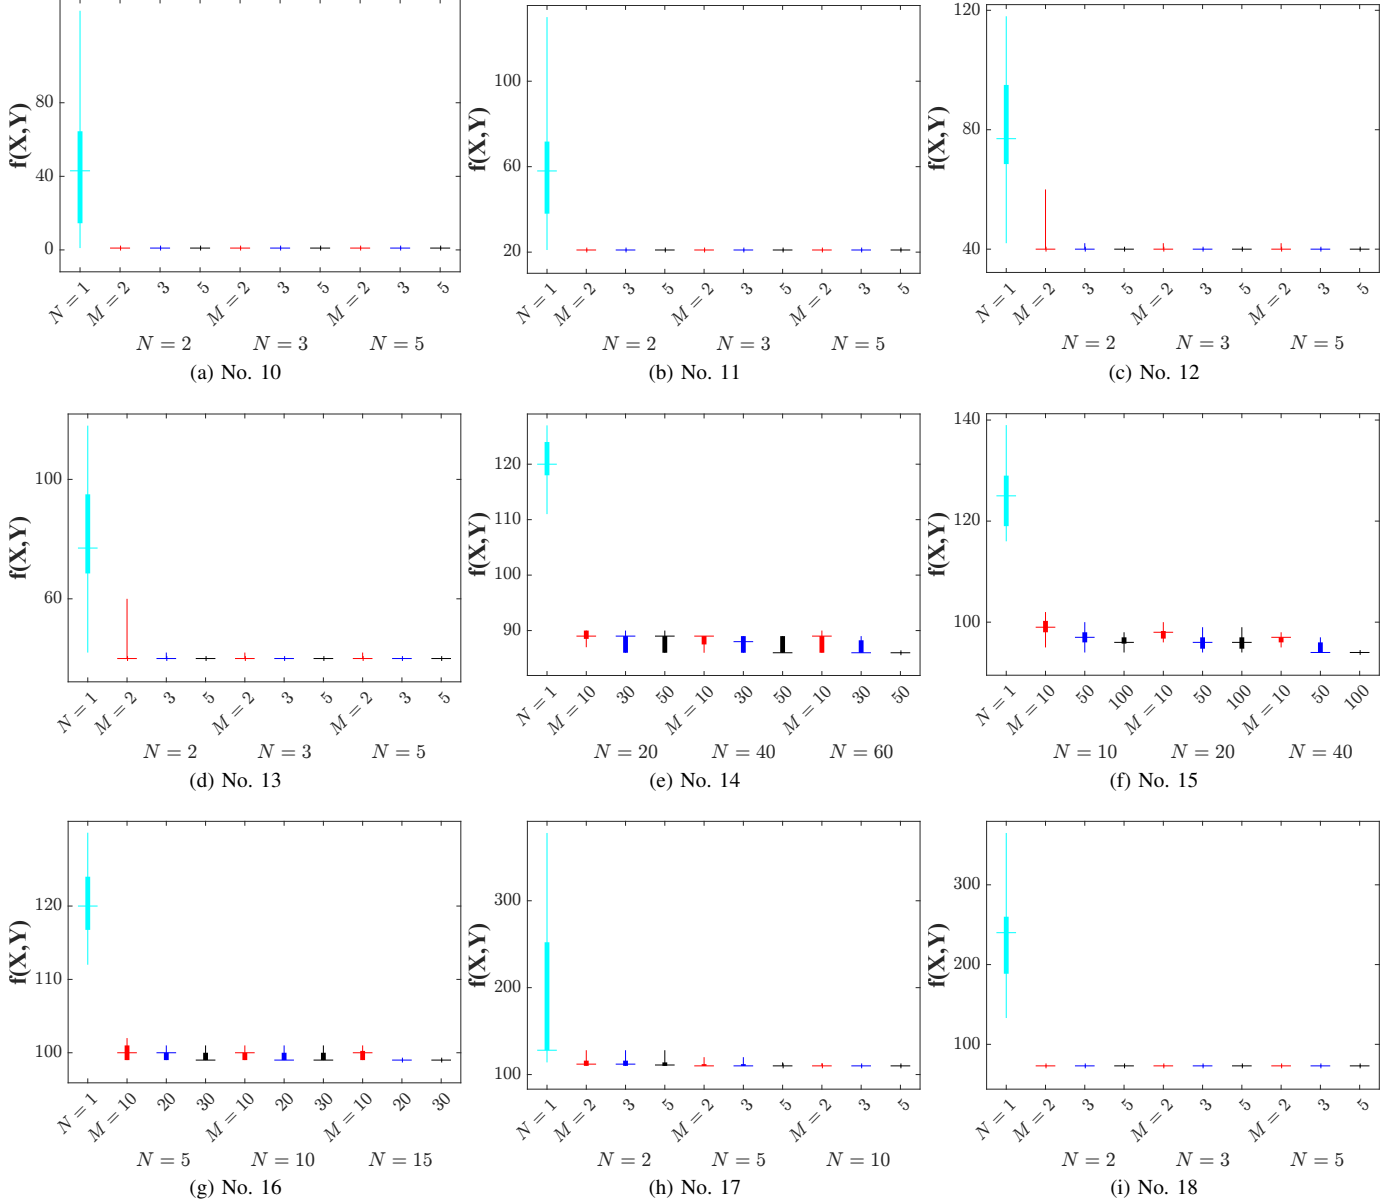 f(X,Y)
80
40
0
N = 1
M = 2
3
5
M = 2
3
5
M = 2
3
5
N = 2
N = 3
N = 5
(a) No. 10
f(X,Y)
100
60
20
N = 1
M = 2
3
5
M = 2
3
5
M = 2
3
5
N = 2
N = 3
N = 5
(b) No. 11
f(X,Y)
120
80
40
N = 1
M = 2
3
5
M = 2
3
5
M = 2
3
5
N = 2
N = 3
N = 5
(c) No. 12
f(X,Y)
100
60
N = 1
M = 2
3
5
M = 2
3
5
M = 2
3
5
N = 2
N = 3
N = 5
(d) No. 13
f(X,Y)
120
110
100
90
N = 1
M = 10
30
50
M = 10
30
50
M = 10
30
50
N = 20
N = 40
N = 60
(e) No. 14
f(X,Y)
140
120
100
N = 1
M = 10
50
100
M = 10
50
100
M = 10
50
100
N = 10
N = 20
N = 40
(f) No. 15
f(X,Y)
120
110
100
N = 1
M = 10
20
30
M = 10
20
30
M = 10
20
30
N = 5
N = 10
N = 15
(g) No. 16
f(X,Y)
300
200
100
N = 1
M = 2
3
5
M = 2
3
5
M = 2
3
5
N = 2
N = 5
N = 10
(h) No. 17
f(X,Y)
300
200
100
N = 1
M = 2
3
5
M = 2
3
5
M = 2
3
5
N = 2
N = 3
N = 5
(i) No. 18